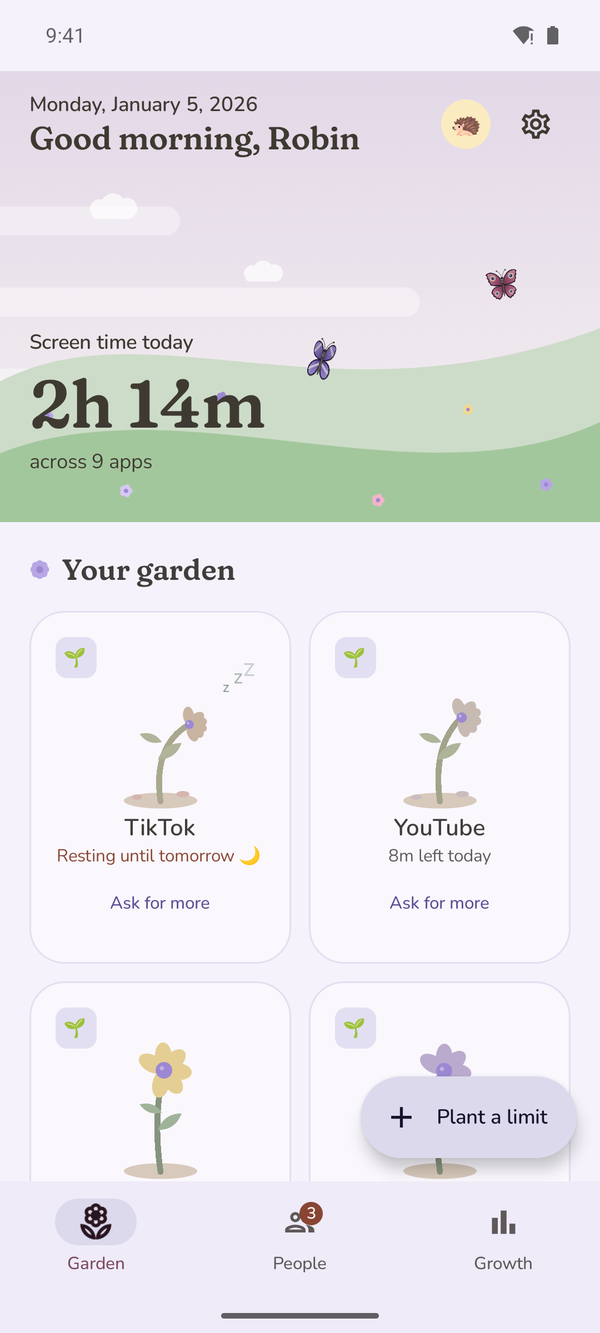 9:41
Monday, January 5, 2026
Good morning, Robin
Screen time today
2h 14m
across 9 apps
Your garden
z z Z
TikTok
Resting until tomorrow 🌙
Ask for more
YouTube
8m left today
Ask for more
+ Plant a limit
3
Garden
People
Growth